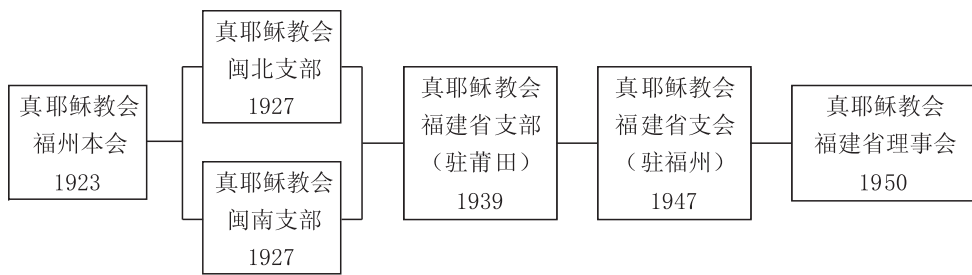 真耶稣教会
福州本会
1923
真耶稣教会
闽北支部
1927
真耶稣教会
闽南支部
1927
真耶稣教会
福建省支部
（驻莆田）
1939
真耶稣教会
福建省支会
（驻福州）
1947
真耶稣教会
福建省理事会
1950